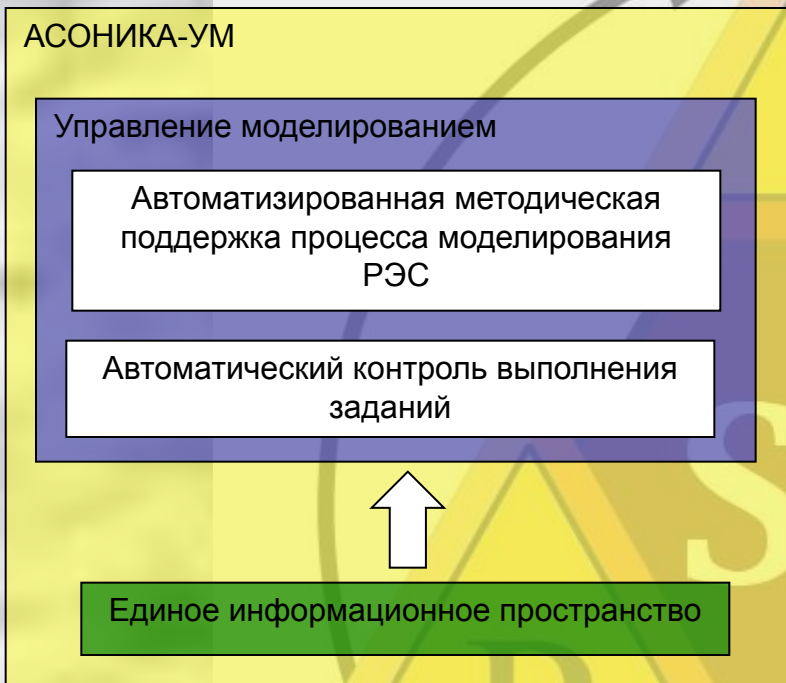 АСОНИКА-УМ
Управление моделированием
Автоматизированная методическая
поддержка процесса моделирования
РЭС
Автоматический контроль выполнения
заданий
Единое информационное пространство
S